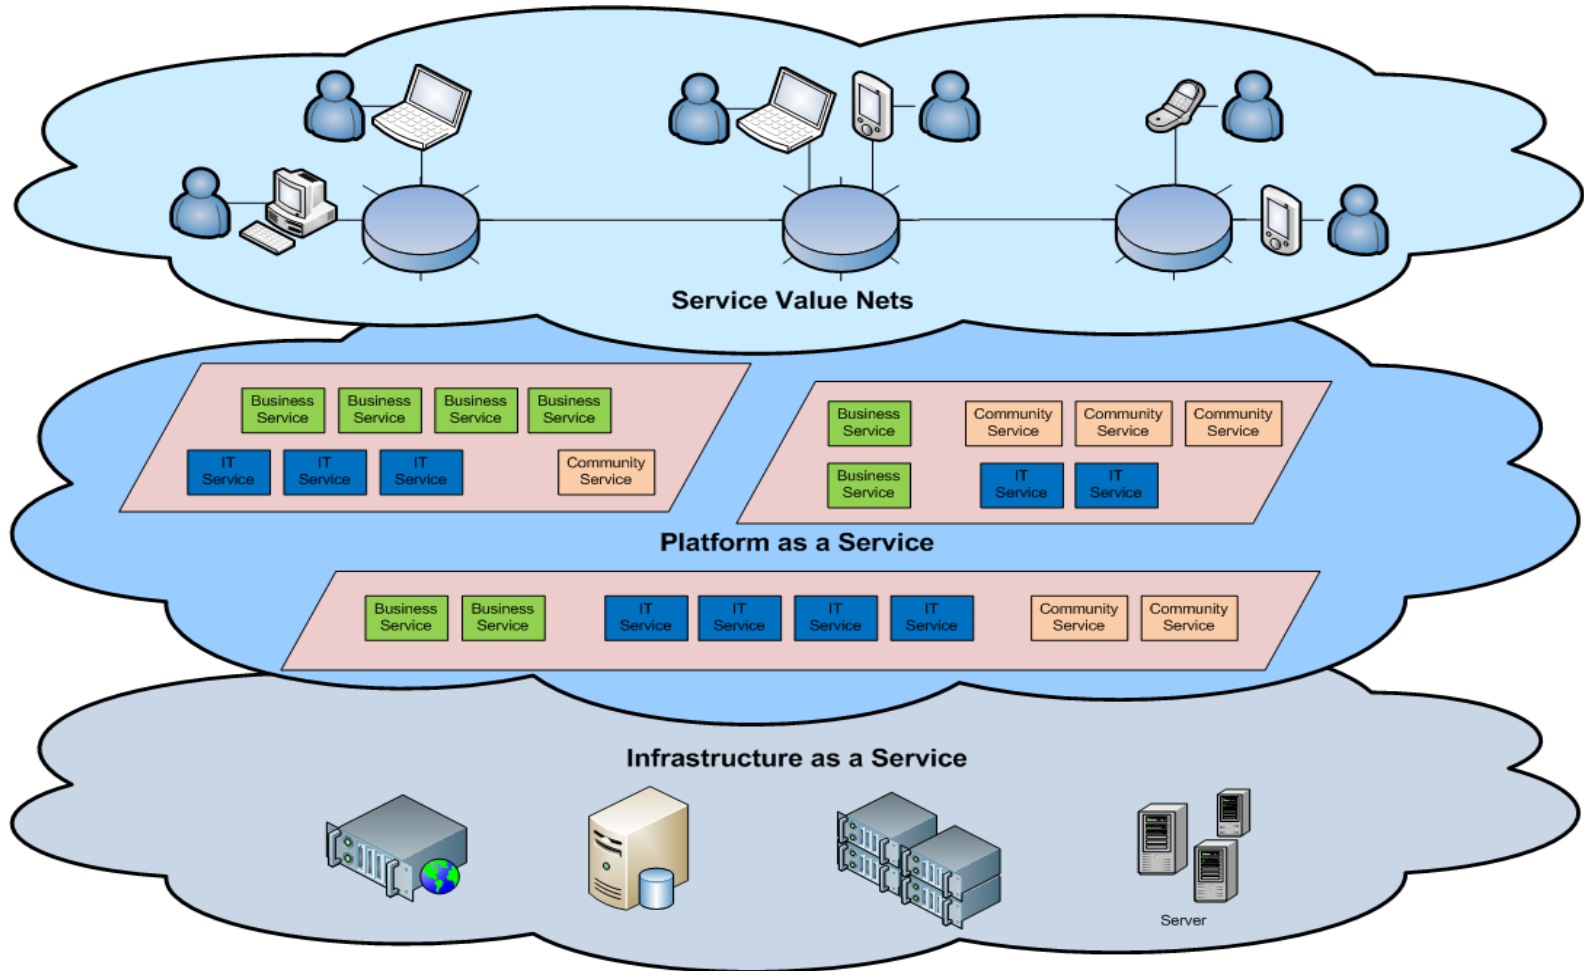 Service Value Nets
Business
Service
Business
Service
Business
Service
Business
Service
IT
Service
IT
Service
IT
Service
Community
Service
Business
Service
Community
Service
Community
Service
Community
Service
Business
Service
IT
Service
IT
Service
Platform as a Service
Business
Service
Business
Service
IT
Service
IT
Service
IT
Service
IT
Service
Community
Service
Community
Service
Infrastructure as a Service
Server